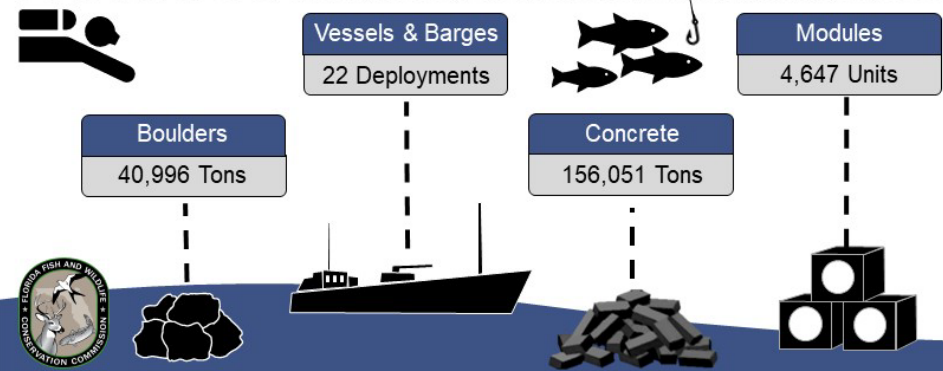 Vessels & Barges
22 Deployments
Modules
4,647 Units
Boulders
40,996 Tons
Concrete
156,051 Tons
FLORIDA FISH AND WILDLIFE
CONSERVATION COMMISSION